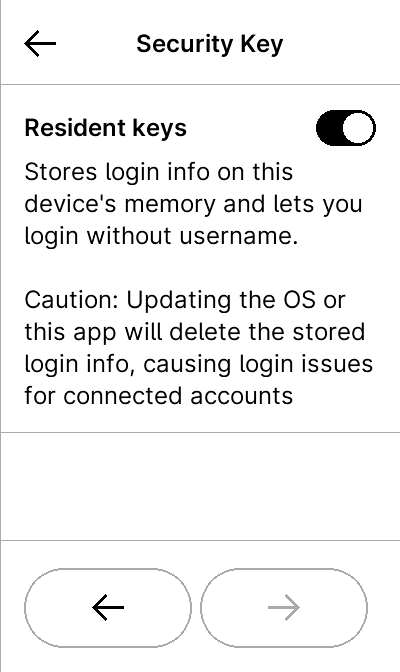 Security Key
Resident keys
Stores login info on this
device's memory and lets you
login without username.
Caution: Updating the OS or
this app will delete the stored
login info, causing login issues
for connected accounts